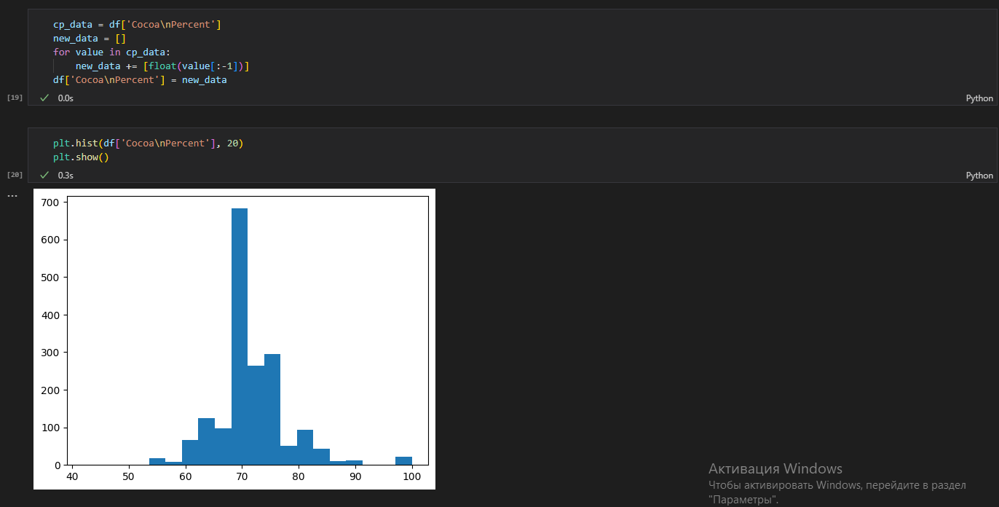 cp_data = df['Cocoa\nPercent']
new_data = []
for value in cp_data:
    new_data += [float(value[:-1])]
df['Cocoa\nPercent'] = new_data
[19] ✓ 0.0s Python
plt.hist(df['Cocoa\nPercent'], 20)
plt.show()
[20] ✓ 0.3s Python
...
700
600
500
400
300
200
100
0
40 50 60 70 80 90 100
Активация Windows
Чтобы активировать Windows, перейдите в раздел
"Параметры".